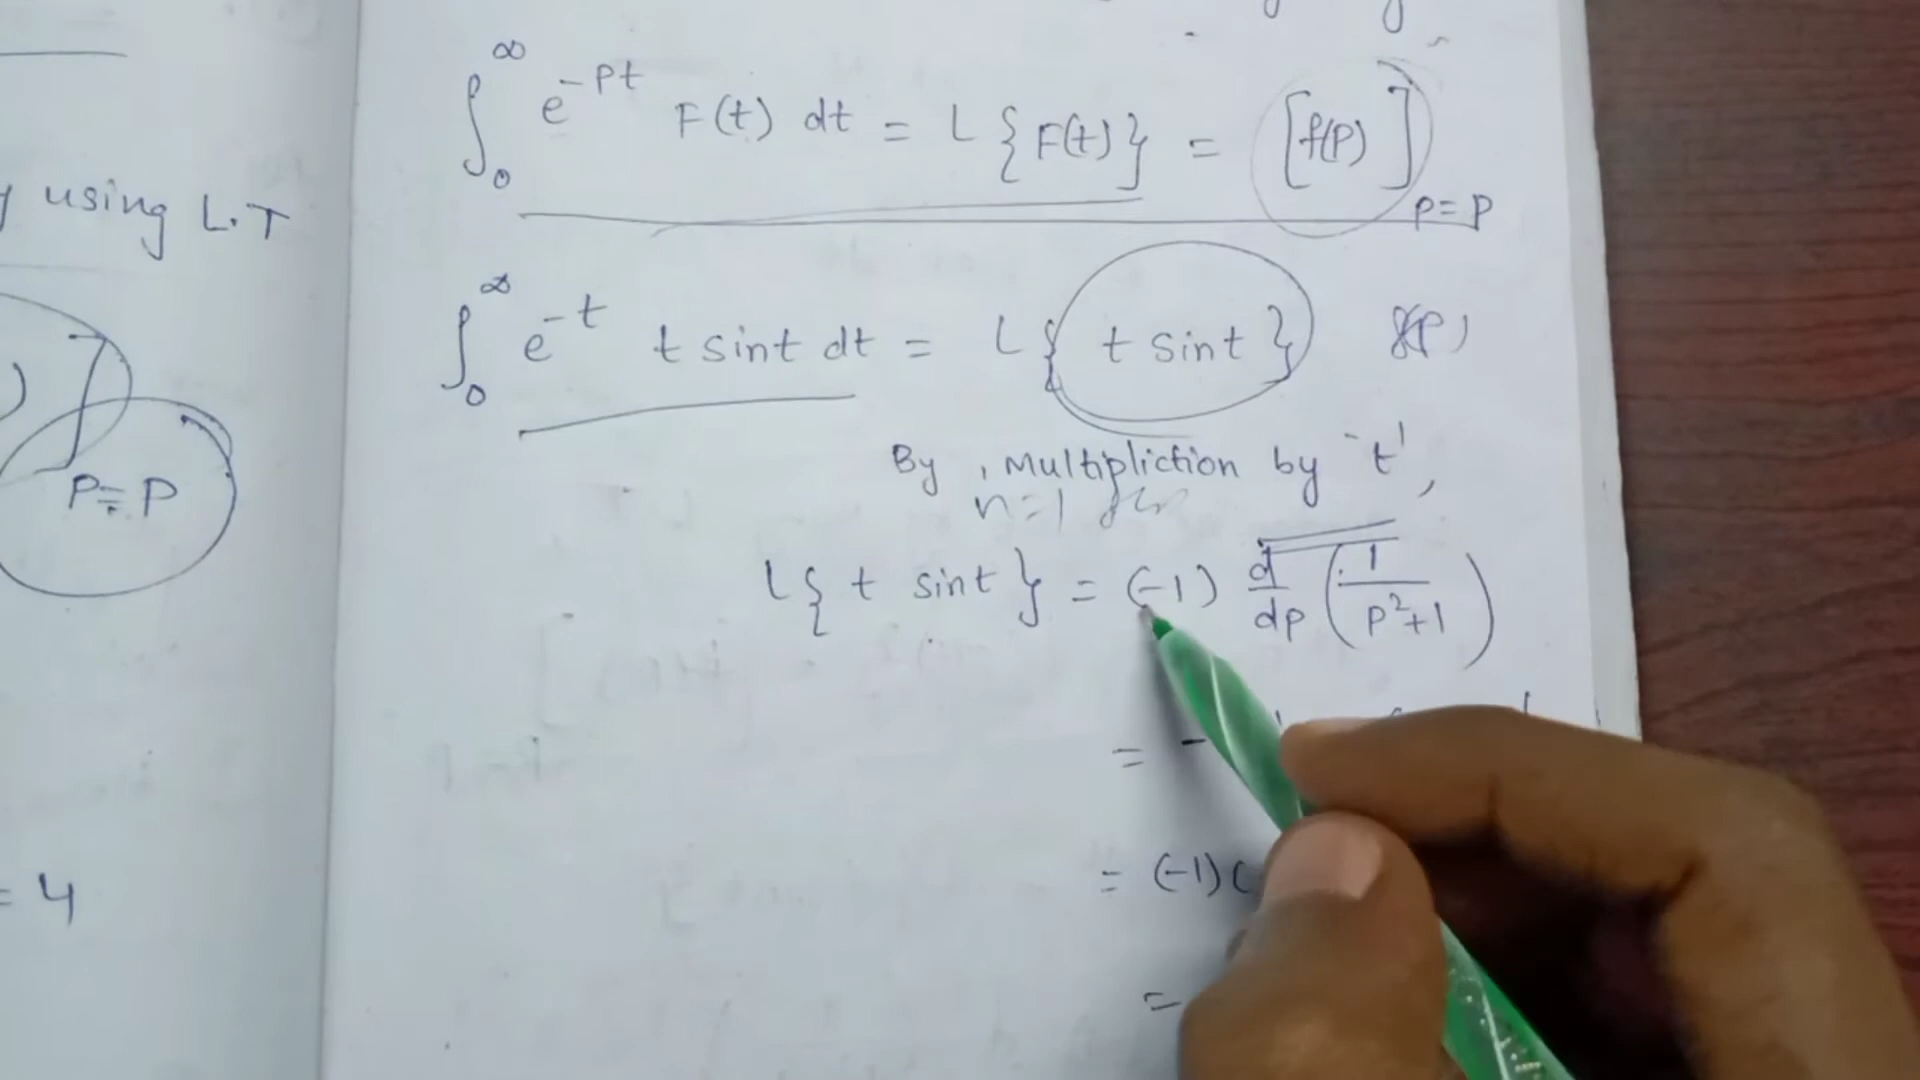 using L.T
P = P
= 4
∫₀^∞ e^{-pt} F(t) dt = L {F(t)} = [f(p)] p=p
∫₀^∞ e^{-t} t sint dt = L { t sint } f(p)
By , Multipliction by 't' ,
n=1
L{ t sint } = (-1) d/dp (1/(p²+1))
= -
= (-1)(
=